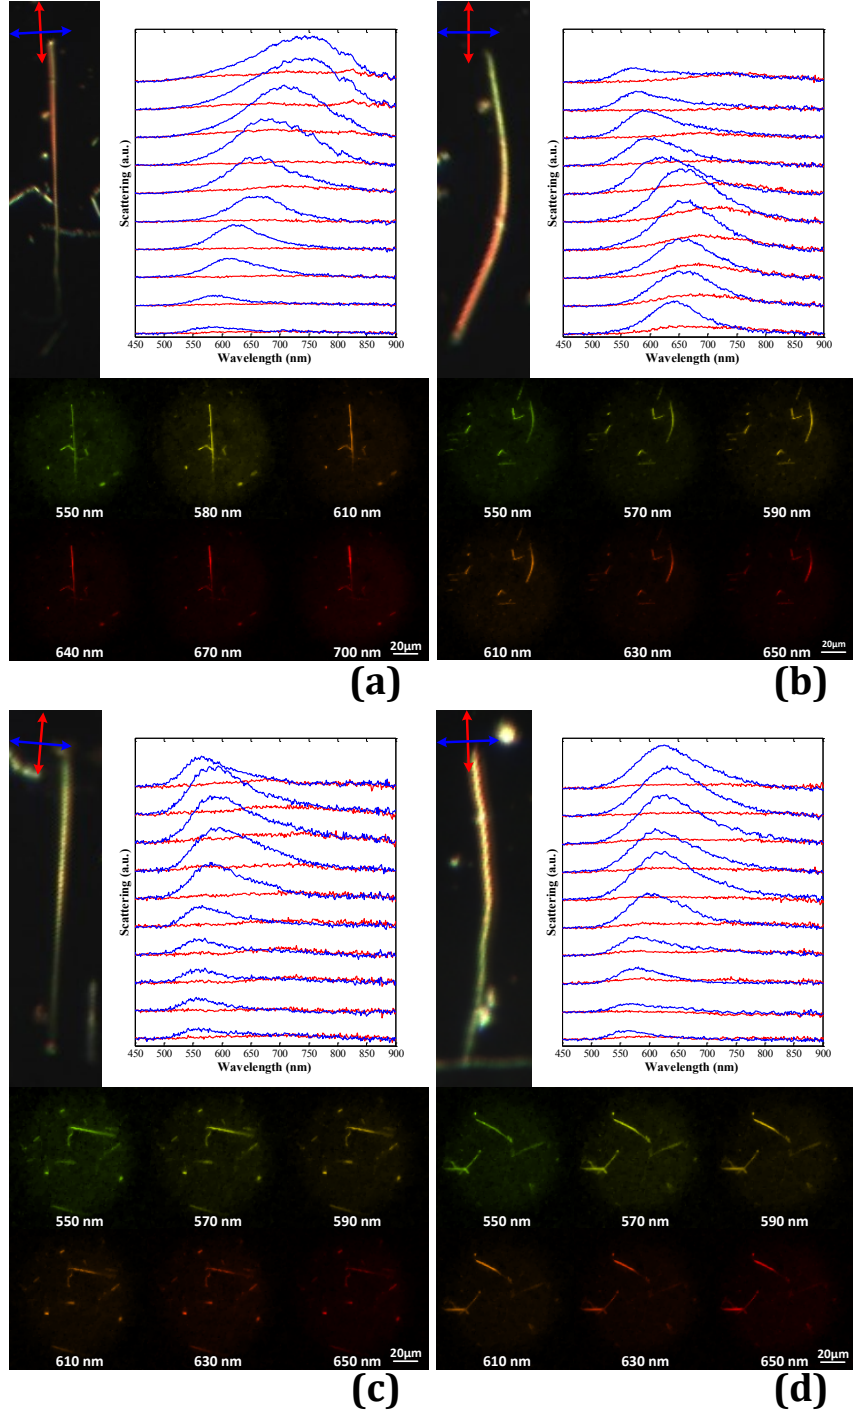 Scattering (a.u.)
450 500 550 600 650 700 750 800 850 900
Wavelength (nm)
550 nm 580 nm 610 nm
640 nm 670 nm 700 nm
20µm
(a)
Scattering (a.u.)
450 500 550 600 650 700 750 800 850 900
Wavelength (nm)
550 nm 570 nm 590 nm
610 nm 630 nm 650 nm
20µm
(b)
Scattering (a.u.)
450 500 550 600 650 700 750 800 850 900
Wavelength (nm)
550 nm 570 nm 590 nm
610 nm 630 nm 650 nm
20µm
(c)
Scattering (a.u.)
450 500 550 600 650 700 750 800 850 900
Wavelength (nm)
550 nm 570 nm 590 nm
610 nm 630 nm 650 nm
20µm
(d)